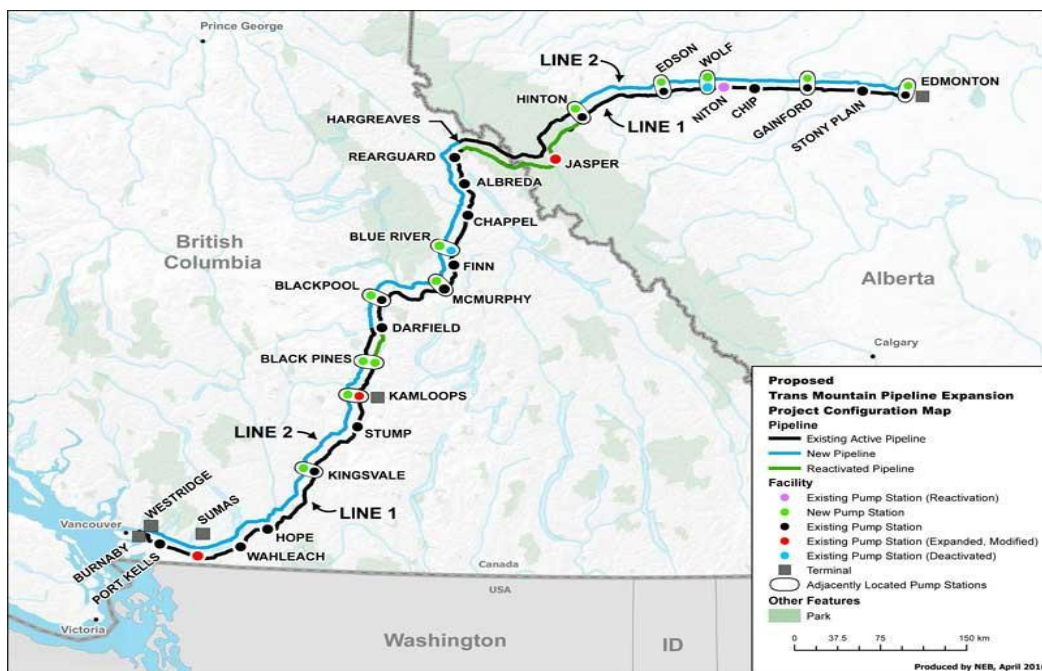 Prince George
EDSON
WOLF
LINE 2
EDMONTON
HINTON
NITON
CHIP
GAINFORD
STONY PLAIN
LINE 1
HARGREAVES
REARGUARD
JASPER
ALBREDA
CHAPPEL
British
Columbia
BLUE RIVER
FINN
Alberta
BLACKPOOL
MCMURPHY
DARFIELD
Calgary
BLACK PINES
KAMLOOPS
STUMP
LINE 2
KINGSVALE
WESTRIDGE
SUMAS
LINE 1
Vancouver
HOPE
BURNABY
PORT KELLS
WAHLEACH
Canada
USA
Victoria
Washington
ID
Proposed
Trans Mountain Pipeline Expansion
Project Configuration Map
Pipeline
Existing Active Pipeline
New Pipeline
Reactivated Pipeline
Facility
Existing Pump Station (Reactivation)
New Pump Station
Existing Pump Station
Existing Pump Station (Expanded, Modified)
Existing Pump Station (Deactivated)
Terminal
Adjacently Located Pump Stations
Other Features
Park
0 37.5 75 150 km
Produced by NEB, April 2016